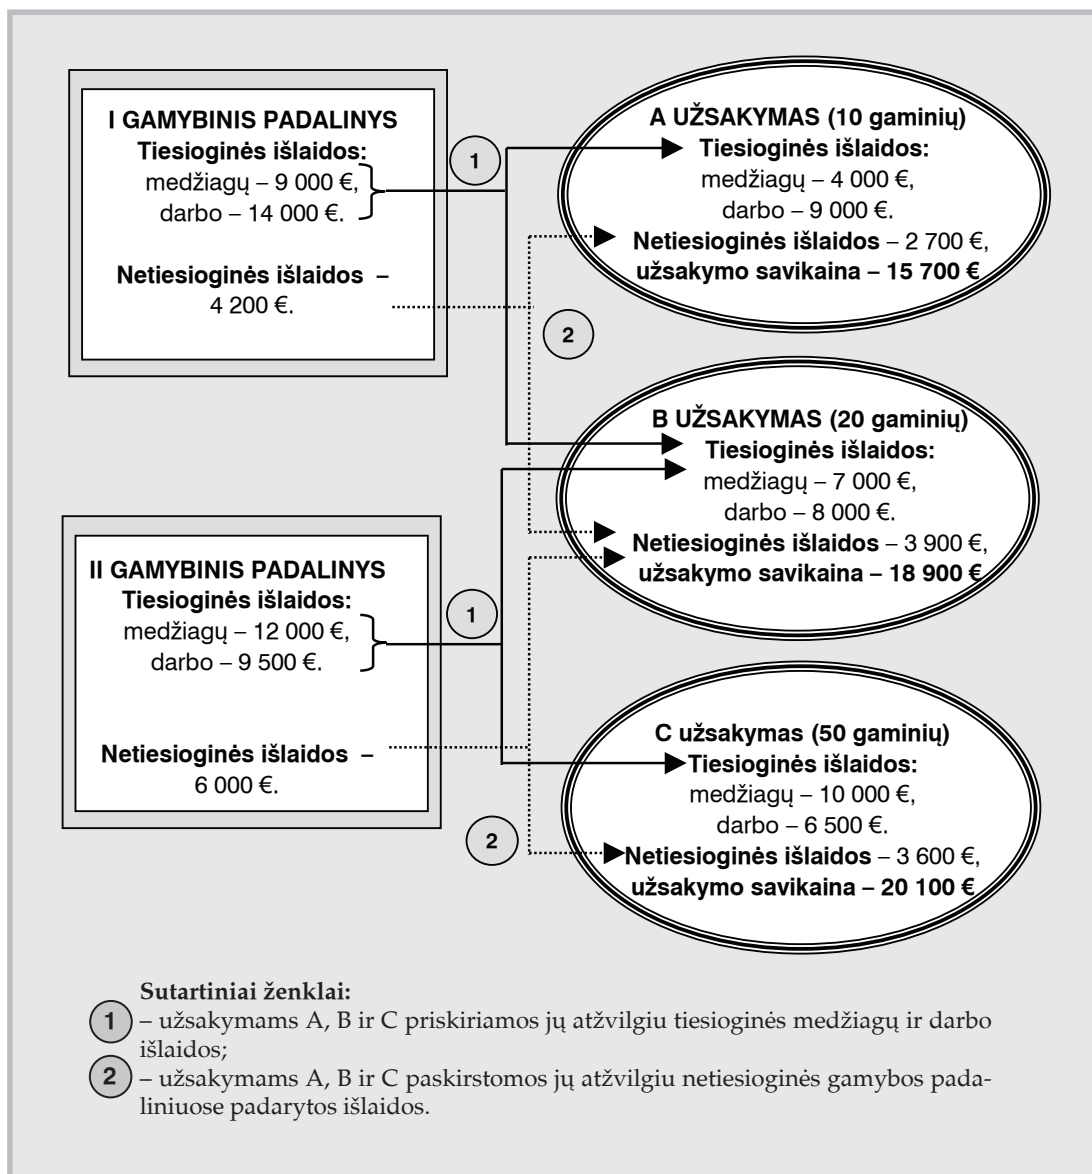 I GAMYBINIS PADALINYS
Tiesioginės išlaidos:
medžiagų – 9 000 €,
darbo – 14 000 €.
Netiesioginės išlaidos –
4 200 €.
1
A UŽSAKYMAS (10 gaminių)
Tiesioginės išlaidos:
medžiagų – 4 000 €,
darbo – 9 000 €.
Netiesioginės išlaidos – 2 700 €,
užsakymo savikaina – 15 700 €
2
B UŽSAKYMAS (20 gaminių)
Tiesioginės išlaidos:
medžiagų – 7 000 €,
darbo – 8 000 €.
Netiesioginės išlaidos – 3 900 €,
užsakymo savikaina – 18 900 €
II GAMYBINIS PADALINYS
Tiesioginės išlaidos:
medžiagų – 12 000 €,
darbo – 9 500 €.
Netiesioginės išlaidos –
6 000 €.
1
2
C užsakymas (50 gaminių)
Tiesioginės išlaidos:
medžiagų – 10 000 €,
darbo – 6 500 €.
Netiesioginės išlaidos – 3 600 €,
užsakymo savikaina – 20 100 €
Sutartiniai ženklai:
1 – užsakymams A, B ir C priskiriamos jų atžvilgiu tiesioginės medžiagų ir darbo
išlaidos;
2 – užsakymams A, B ir C paskirstomos jų atžvilgiu netiesioginės gamybos pada-
liniuose padarytos išlaidos.